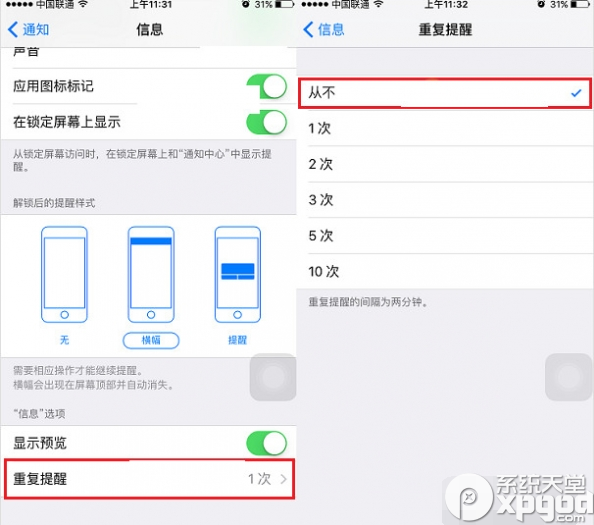 中国联通
上午11:31
31%
通知
信息
声音
应用图标标记
在锁定屏幕上显示
从锁定屏幕访问时，在锁定屏幕上和“通知中心”中显示提
醒。
解锁后的提醒样式
无
横幅
提醒
需要相应操作才能继续提醒。
横幅会出现在屏幕顶部并自动消失。
“信息”选项
显示预览
重复提醒
1 次
中国联通
上午11:32
31%
信息
重复提醒
从不
1 次
2 次
3 次
5 次
10 次
重复提醒的间隔为两分钟。
系统天堂